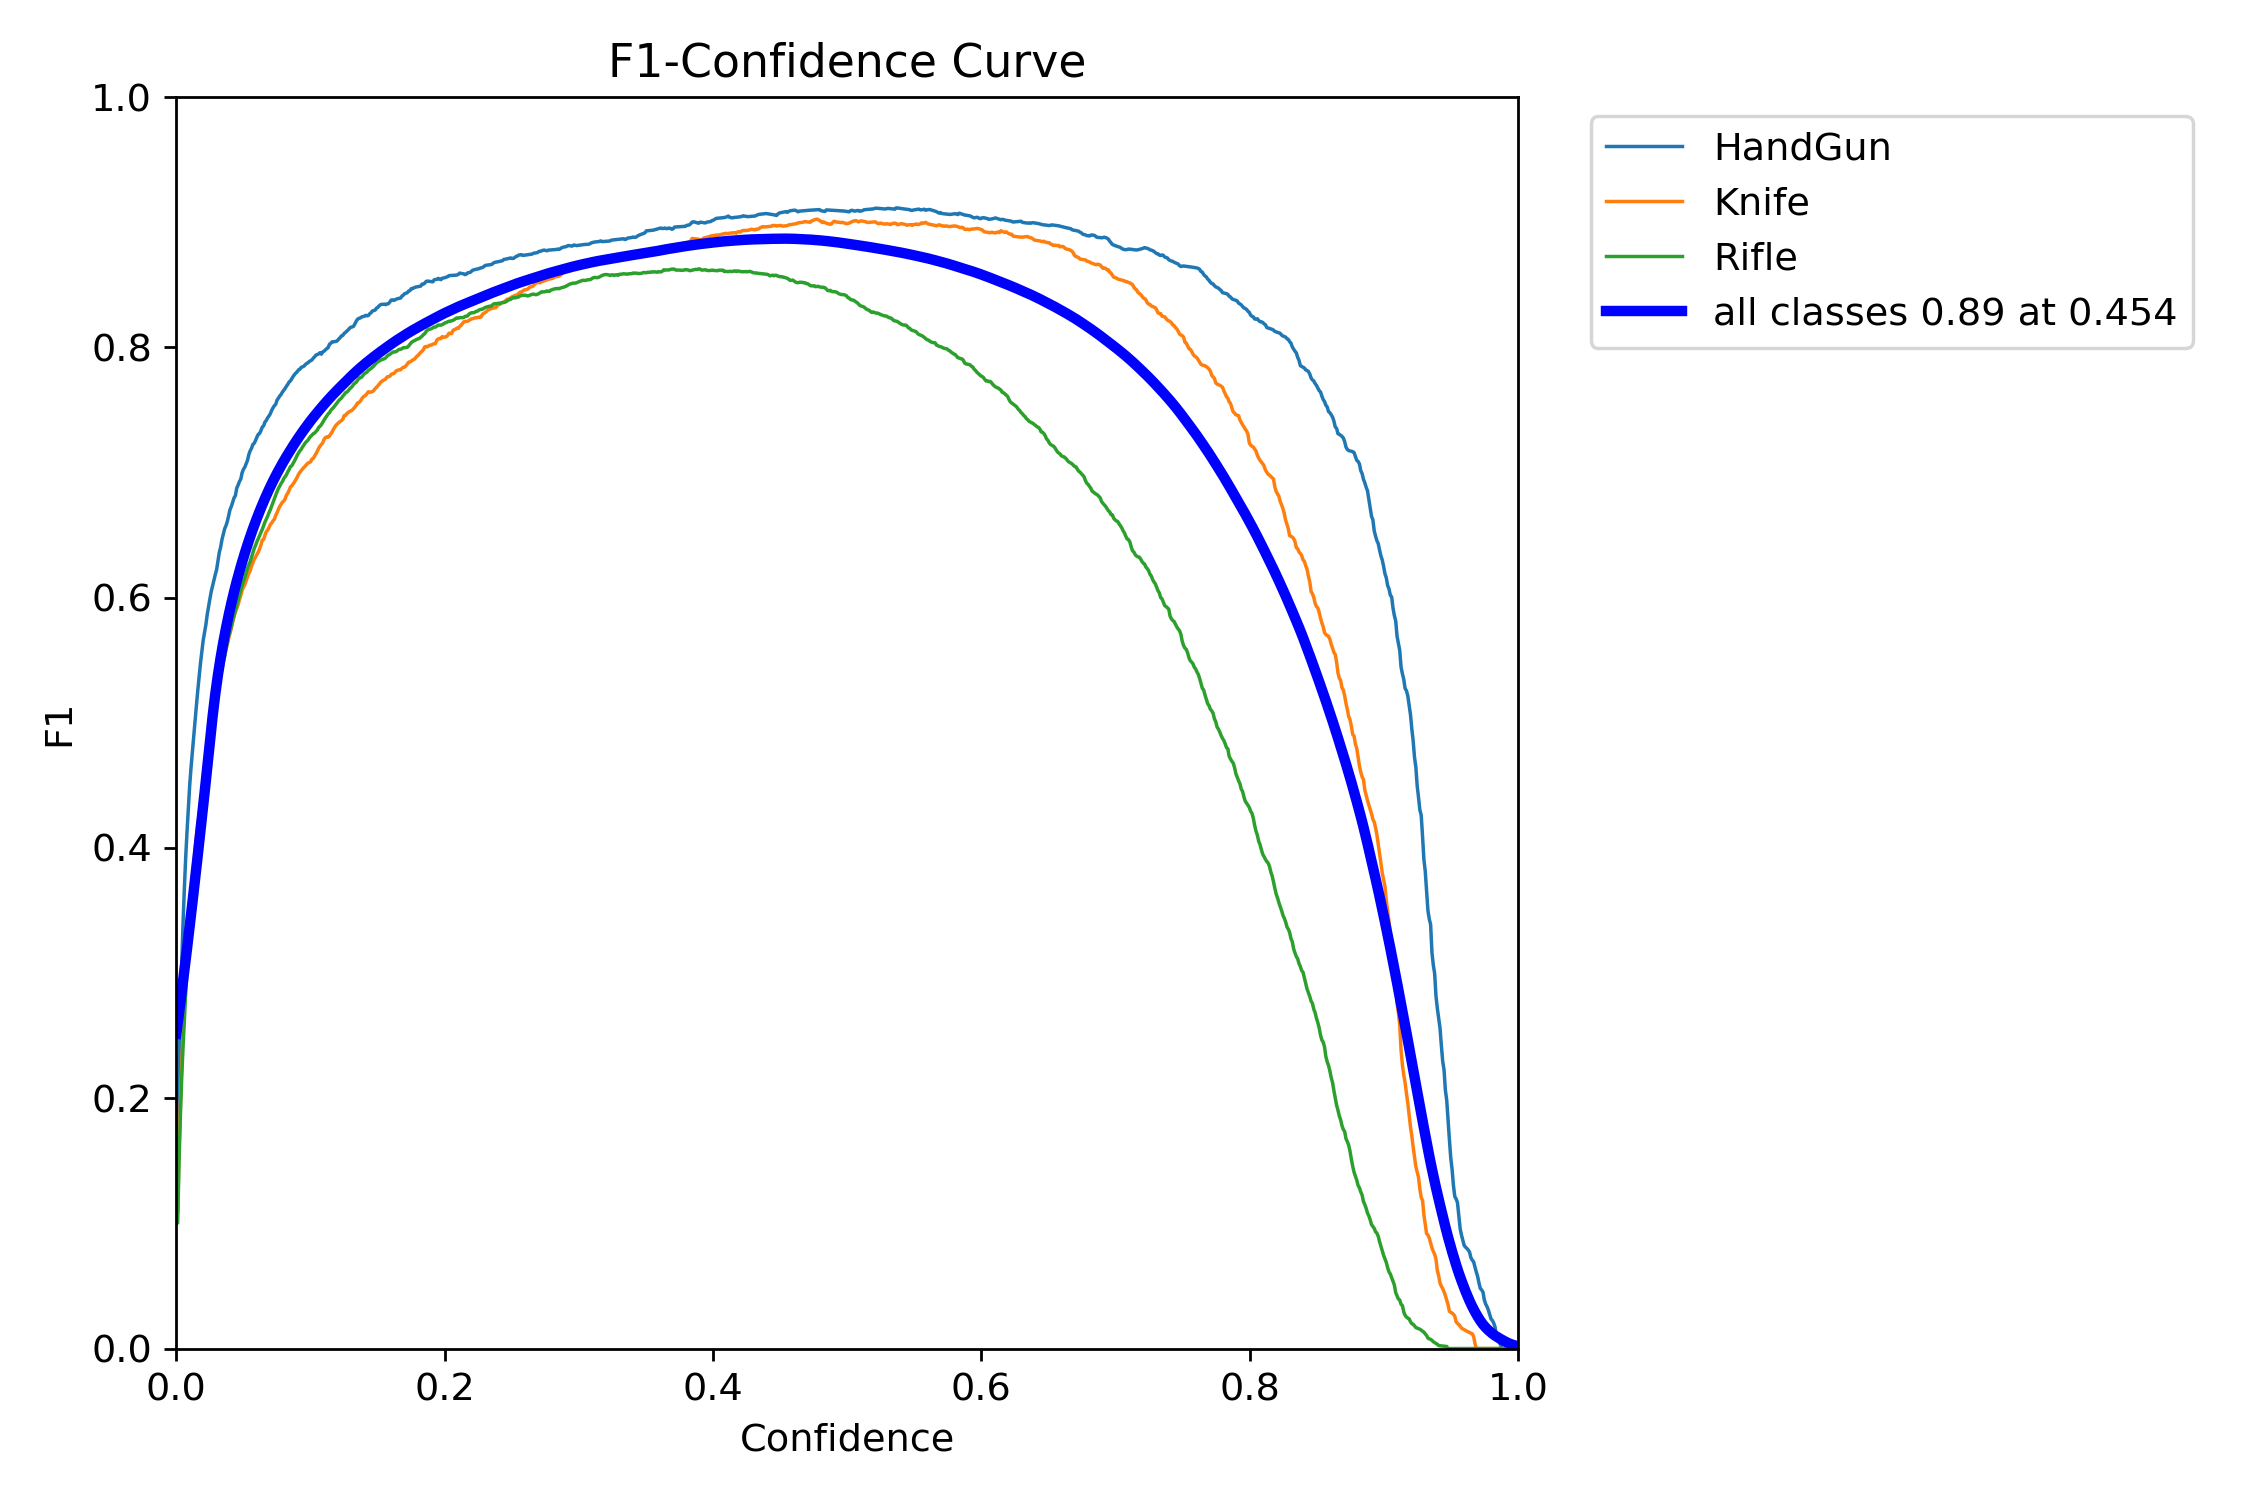 F1-Confidence Curve
1.0
0.8
0.6
0.4
0.2
0.0
F1
0.0 0.2 0.4 0.6 0.8 1.0
Confidence
HandGun
Knife
Rifle
all classes 0.89 at 0.454